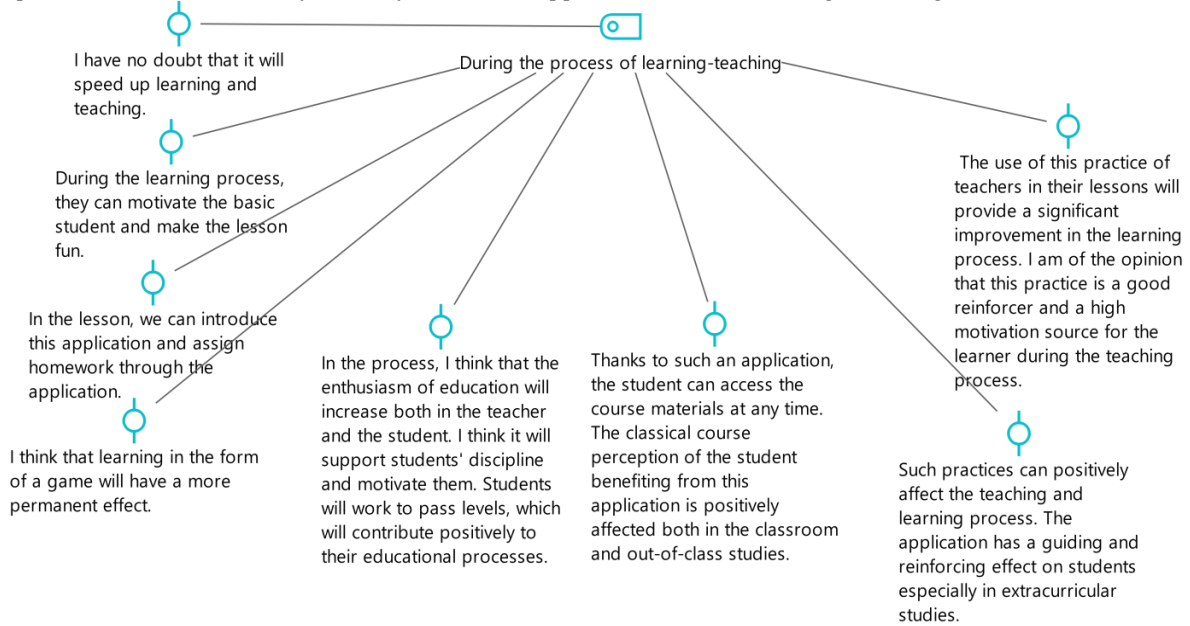 During the process of learning-teaching
I have no doubt that it will
speed up learning and
teaching.
During the learning process,
they can motivate the basic
student and make the lesson
fun.
In the lesson, we can introduce
this application and assign
homework through the
application.
I think that learning in the form
of a game will have a more
permanent effect.
In the process, I think that the
enthusiasm of education will
increase both in the teacher
and the student. I think it will
support students' discipline
and motivate them. Students
will work to pass levels, which
will contribute positively to
their educational processes.
Thanks to such an application,
the student can access the
course materials at any time.
The classical course
perception of the student
benefiting from this
application is positively
affected both in the classroom
and out-of-class studies.
Such practices can positively
affect the teaching and
learning process. The
application has a guiding and
reinforcing effect on students
especially in extracurricular
studies.
The use of this practice of
teachers in their lessons will
provide a significant
improvement in the learning
process. I am of the opinion
that this practice is a good
reinforcer and a high
motivation source for the
learner during the teaching
process.